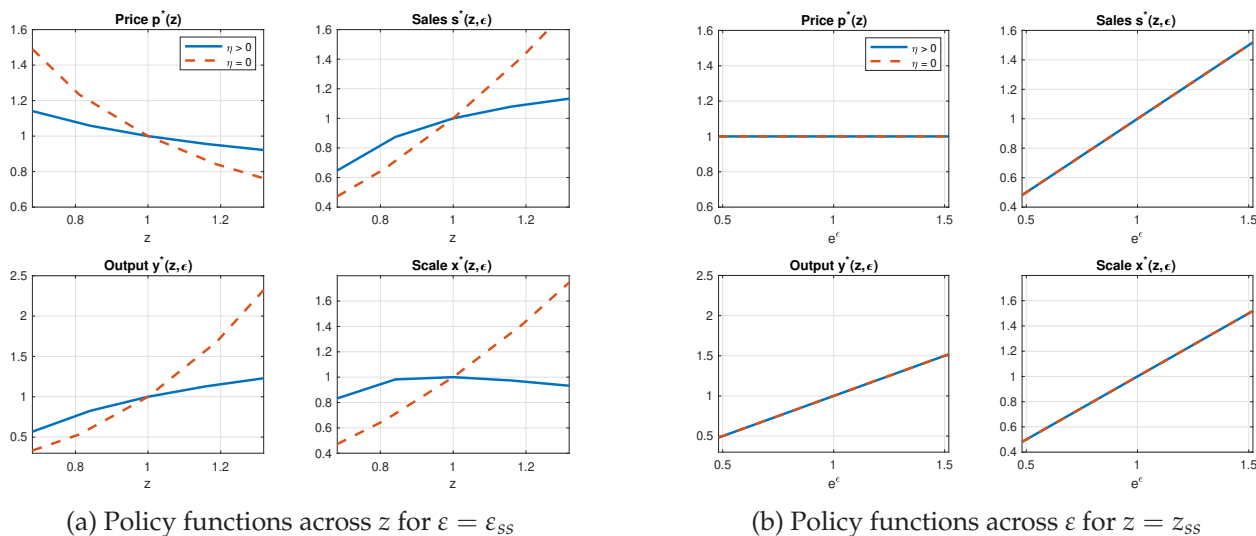 Price p*(z)
1.6
1.4
1.2
1
0.8
0.6
0.8 1 1.2
z
η > 0
η = 0
Sales s*(z,ϵ)
1.6
1.4
1.2
1
0.8
0.6
0.4
0.8 1 1.2
z
Output y*(z,ϵ)
2.5
2
1.5
1
0.5
0.8 1 1.2
z
Scale x*(z,ϵ)
1.6
1.4
1.2
1
0.8
0.6
0.4
0.8 1 1.2
z
(a) Policy functions across z for ε = ε_ss
Price p*(z)
1.6
1.4
1.2
1
0.8
0.6
0.5 1 1.5
e^ϵ
η > 0
η = 0
Sales s*(z,ϵ)
1.6
1.4
1.2
1
0.8
0.6
0.4
0.5 1 1.5
e^ϵ
Output y*(z,ϵ)
2.5
2
1.5
1
0.5
0.5 1 1.5
e^ϵ
Scale x*(z,ϵ)
1.6
1.4
1.2
1
0.8
0.6
0.4
0.5 1 1.5
e^ϵ
(b) Policy functions across ε for z = z_ss